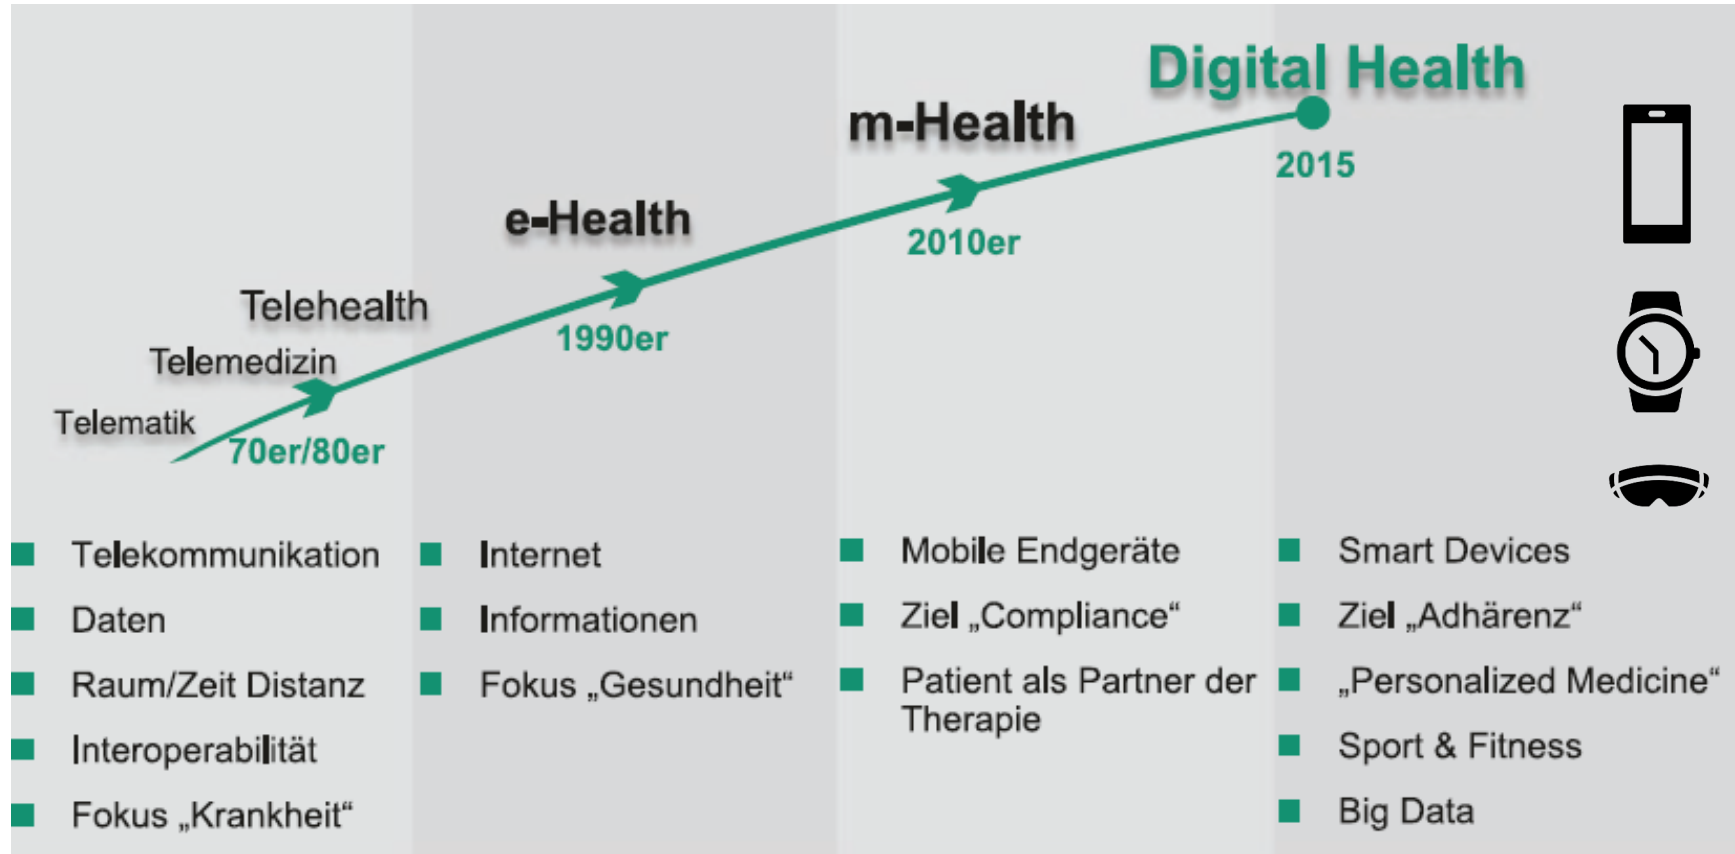 Digital Health
2015
m-Health
2010er
e-Health
1990er
Telehealth
Telemedizin
Telematik
70er/80er
Telekommunikation
Daten
Raum/Zeit Distanz
Interoperabilität
Fokus „Krankheit“
Internet
Informationen
Fokus „Gesundheit“
Mobile Endgeräte
Ziel „Compliance“
Patient als Partner der
Therapie
Smart Devices
Ziel „Adhärenz“
„Personalized Medicine“
Sport & Fitness
Big Data